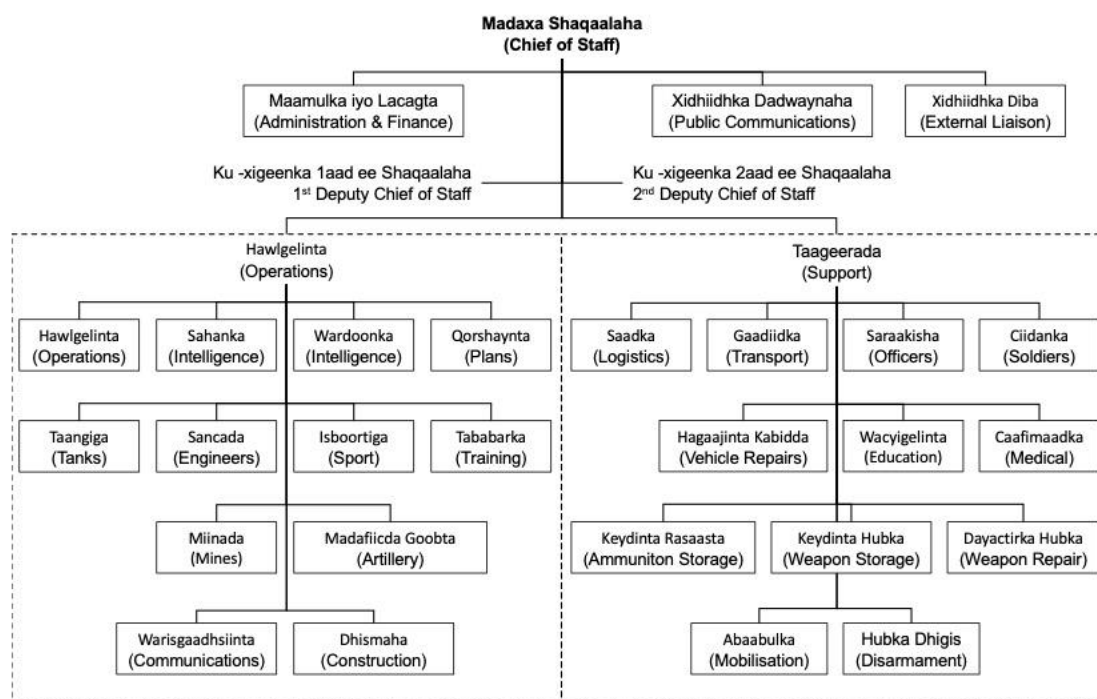 Madaxa Shaqaalaha
(Chief of Staff)
Maamulka iyo Lacagta
(Administration & Finance)
Xidhiidhka Dadwaynaha
(Public Communications)
Xidhiidhka Diba
(External Liaison)
Ku -xigeenka 1aad ee Shaqaalaha
1st Deputy Chief of Staff
Ku -xigeenka 2aad ee Shaqaalaha
2nd Deputy Chief of Staff
Hawlgelinta
(Operations)
Hawlgelinta
(Operations)
Sahanka
(Intelligence)
Wardoonka
(Intelligence)
Qorshaynta
(Plans)
Taangiga
(Tanks)
Sancada
(Engineers)
Isboortiga
(Sport)
Tababarka
(Training)
Miinada
(Mines)
Madafiicda Goobta
(Artillery)
Warisgaadhsiinta
(Communications)
Dhismaha
(Construction)
Taageerada
(Support)
Saadka
(Logistics)
Gaadiidka
(Transport)
Saraakisha
(Officers)
Ciidanka
(Soldiers)
Hagaajinta Kabidda
(Vehicle Repairs)
Wacyigelinta
(Education)
Caafimaadka
(Medical)
Keydinta Rasaasta
(Ammuniton Storage)
Keydinta Hubka
(Weapon Storage)
Dayactirka Hubka
(Weapon Repair)
Abaabulka
(Mobilisation)
Hubka Dhigis
(Disarmament)